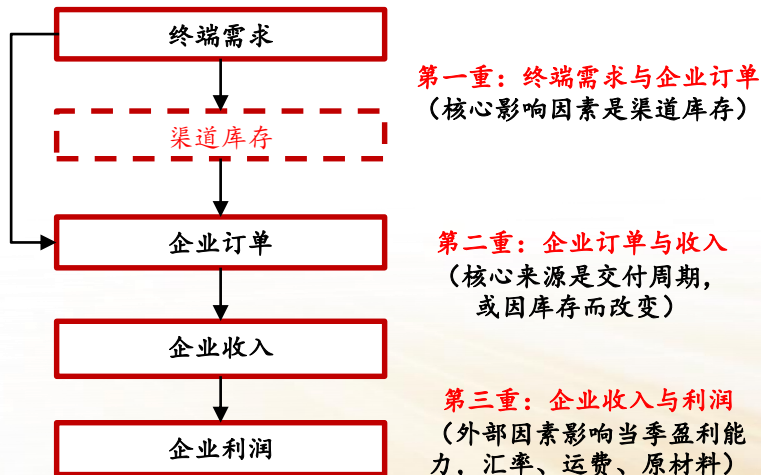 终端需求
第一重：终端需求与企业订单
（核心影响因素是渠道库存）
渠道库存
企业订单
第二重：企业订单与收入
（核心来源是交付周期，
或因库存而改变）
企业收入
第三重：企业收入与利润
（外部因素影响当季盈利能
力，汇率、运费、原材料）
企业利润